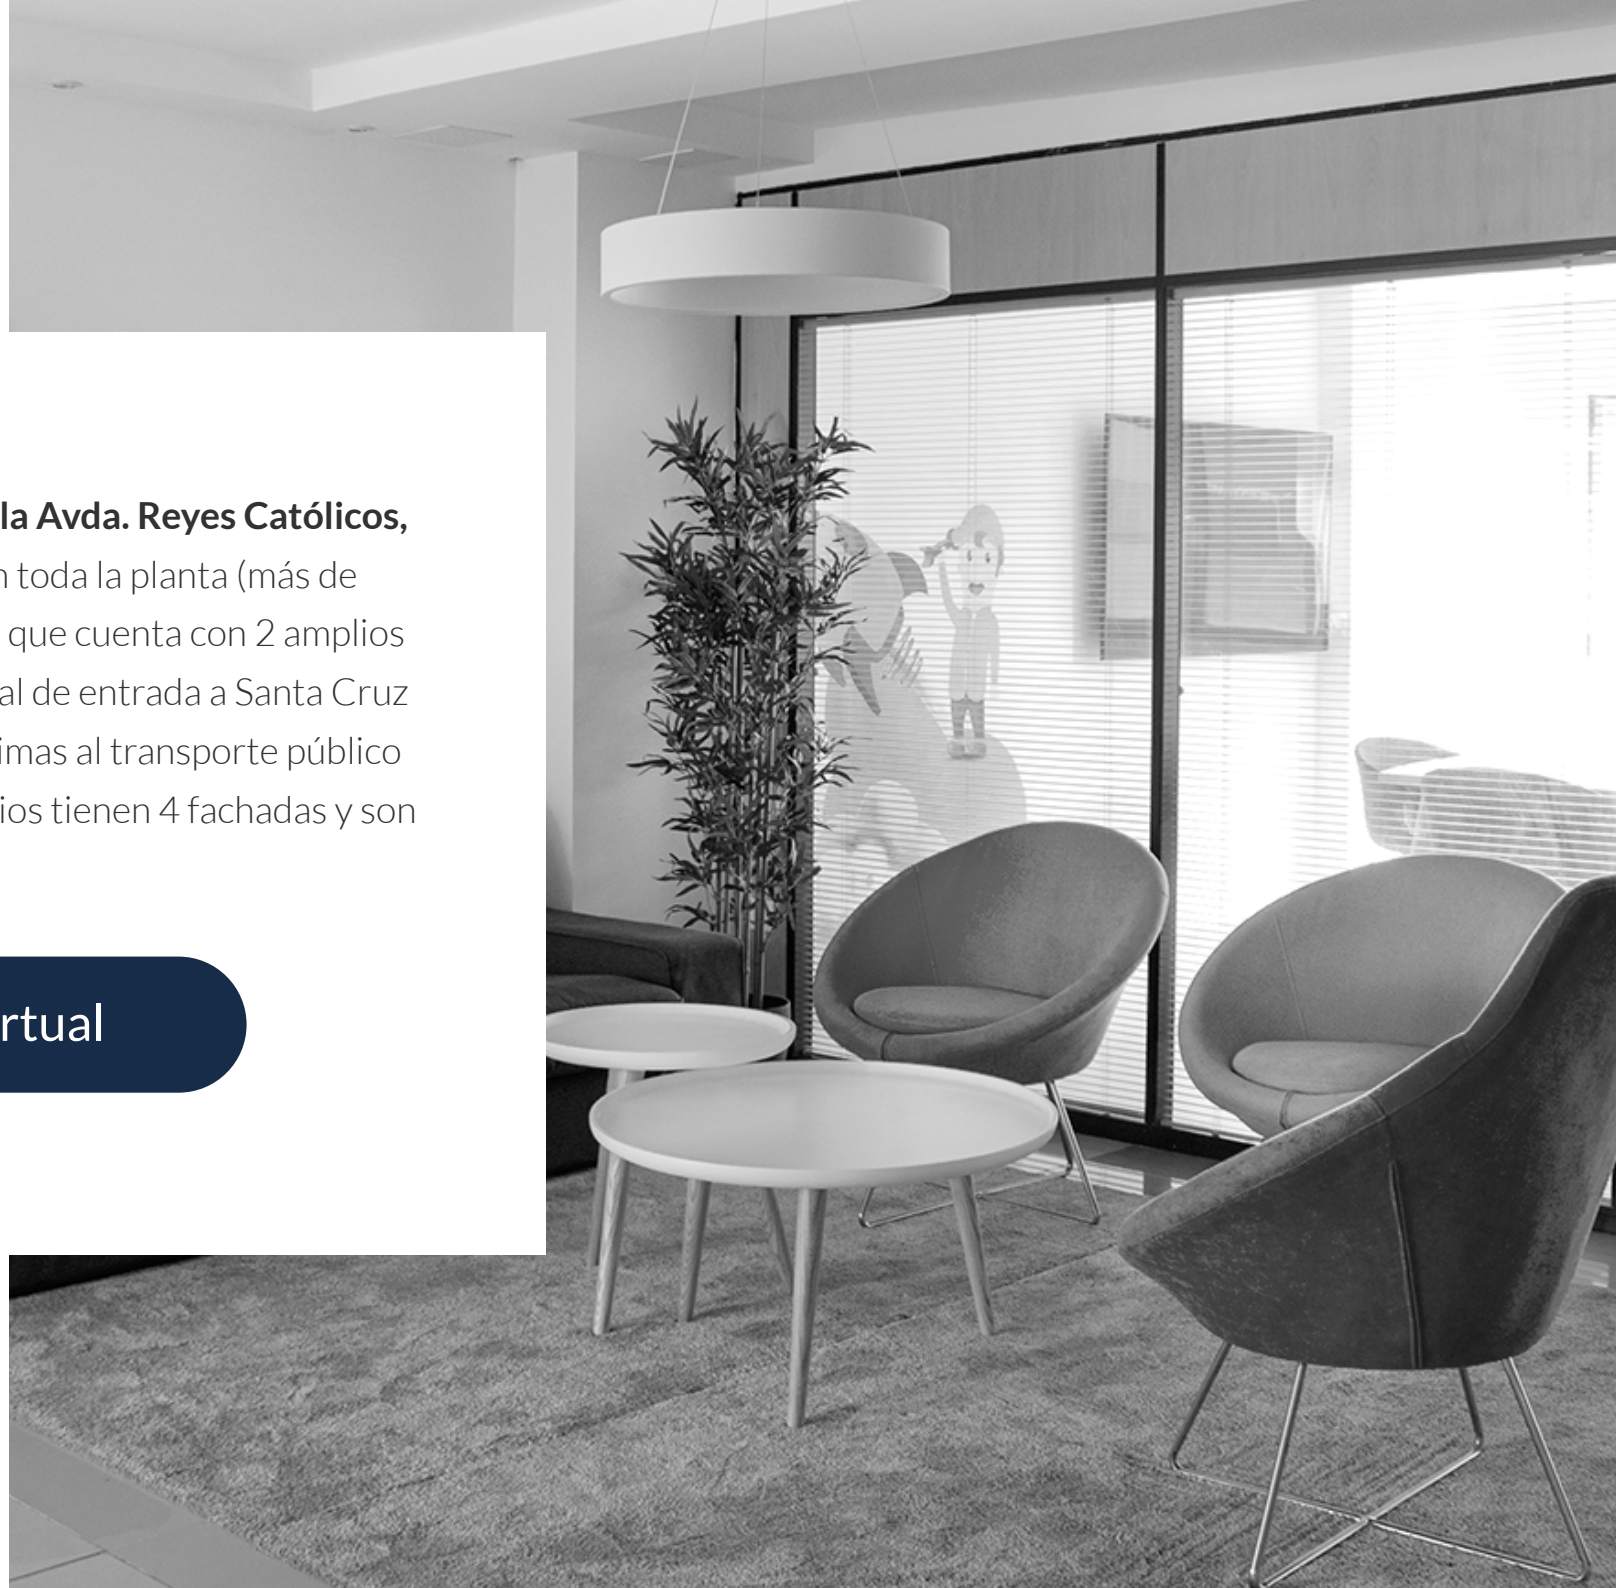 la Avda. Reyes Católicos,
toda la planta (más de
que cuenta con 2 amplios
al de entrada a Santa Cruz
imas al transporte público
ios tienen 4 fachadas y son
rtual